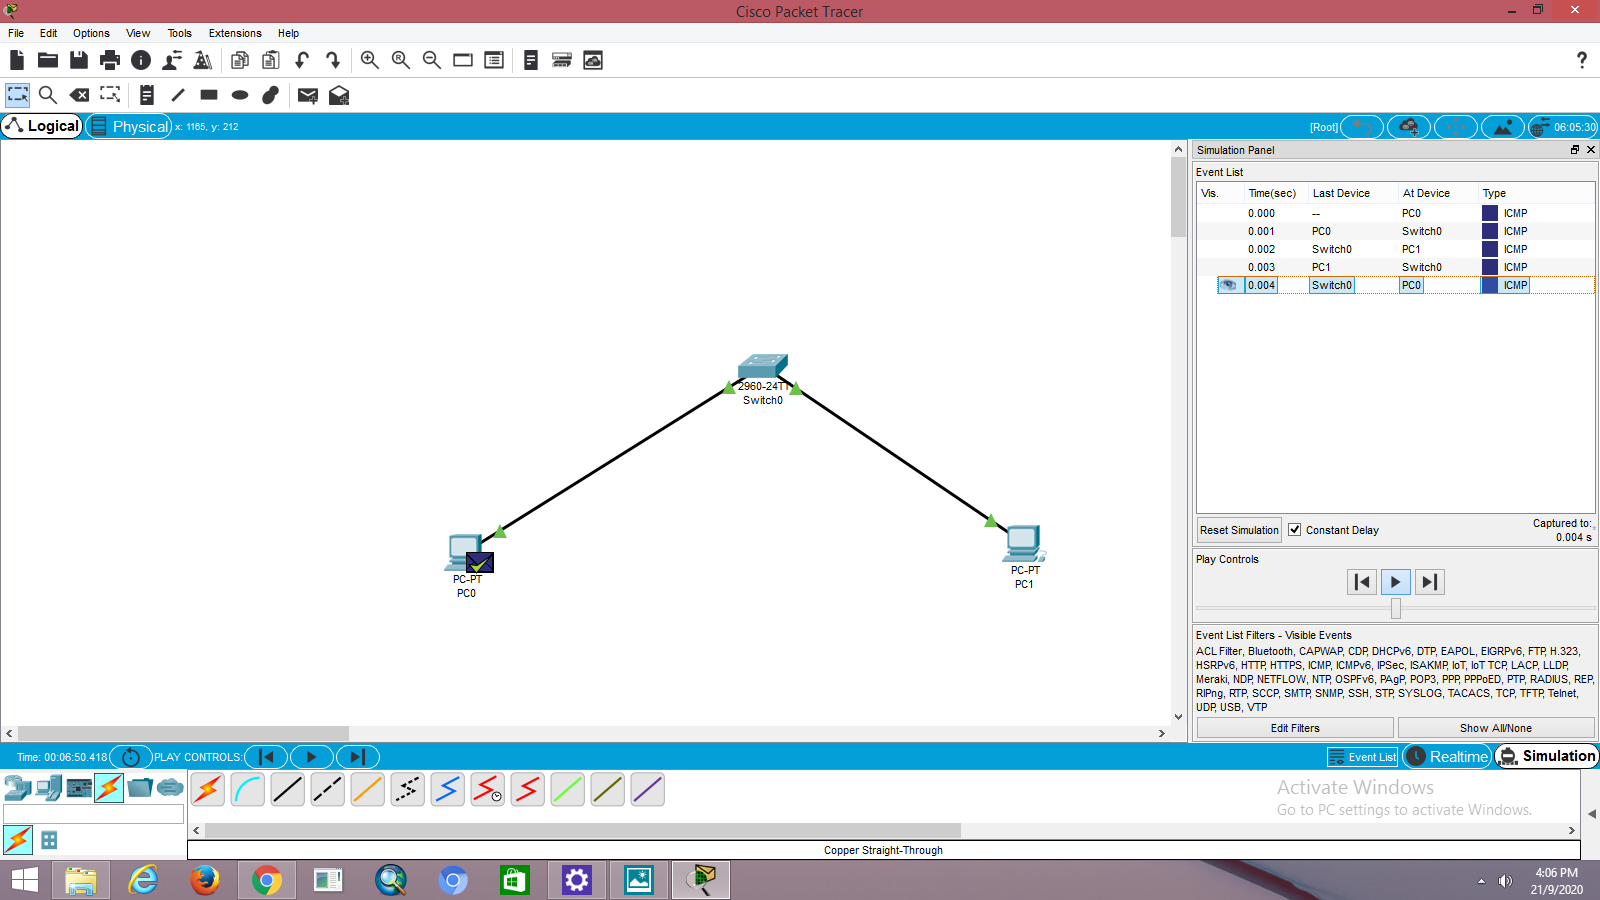 Cisco Packet Tracer
File Edit Options View Tools Extensions Help
Logical Physical x: 1165, y: 212 [Root] 06:05:30
Simulation Panel
Event List
Vis. Time(sec) Last Device At Device Type
0.000 -- PC0 ICMP
0.001 PC0 Switch0 ICMP
0.002 Switch0 PC1 ICMP
0.003 PC1 Switch0 ICMP
0.004 Switch0 PC0 ICMP
2960-24TT
Switch0
PC-PT
PC0
PC-PT
PC1
Reset Simulation Constant Delay Captured to:
0.004 s
Play Controls
Event List Filters - Visible Events
ACL Filter, Bluetooth, CAPWAP, CDP, DHCPv6, DTP, EAPOL, EIGRPv6, FTP, H.323,
HSRPv6, HTTP, HTTPS, ICMP, ICMPv6, IPSec, ISAKMP, IoT, IoT TCP, LACP, LLDP,
Meraki, NDP, NETFLOW, NTP, OSPFv6, PAgP, POP3, PPP, PPPoED, PTP, RADIUS, REP,
RIPng, RTP, SCCP, SMTP, SNMP, SSH, STP, SYSLOG, TACACS, TCP, TFTP, Telnet,
UDP, USB, VTP
Edit Filters Show All/None
Time: 00:06:50.418 PLAY CONTROLS: Event List Realtime Simulation
Activate Windows
Go to PC settings to activate Windows.
Copper Straight-Through
4:06 PM
21/9/2020